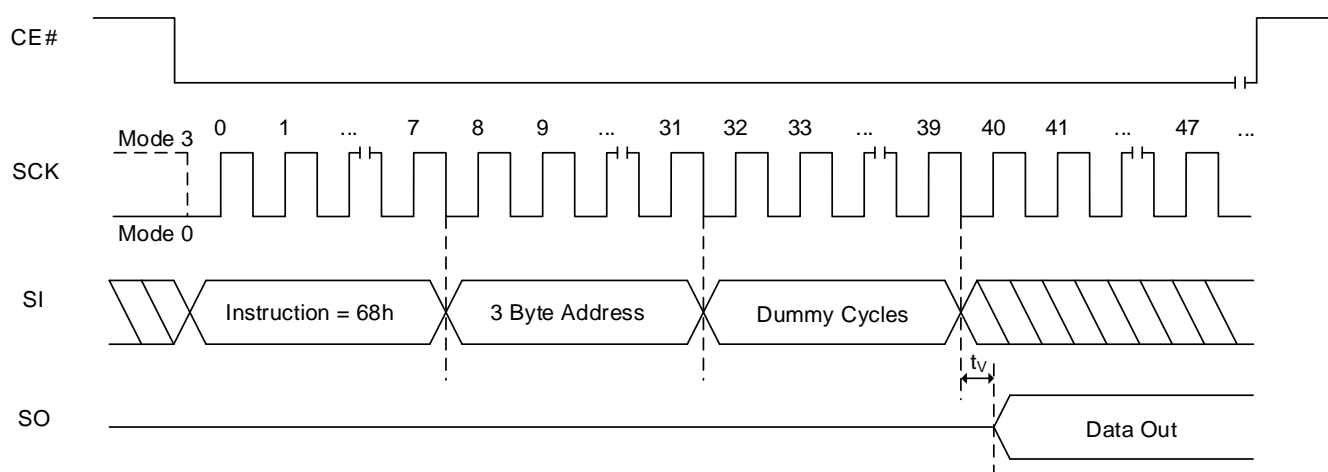 CE#
0 1 ... 7 8 9 ... 31 32 33 ... 39 40 41 ... 47 ...
Mode 3
SCK
Mode 0
SI
Instruction = 68h 3 Byte Address Dummy Cycles
tV
SO
Data Out